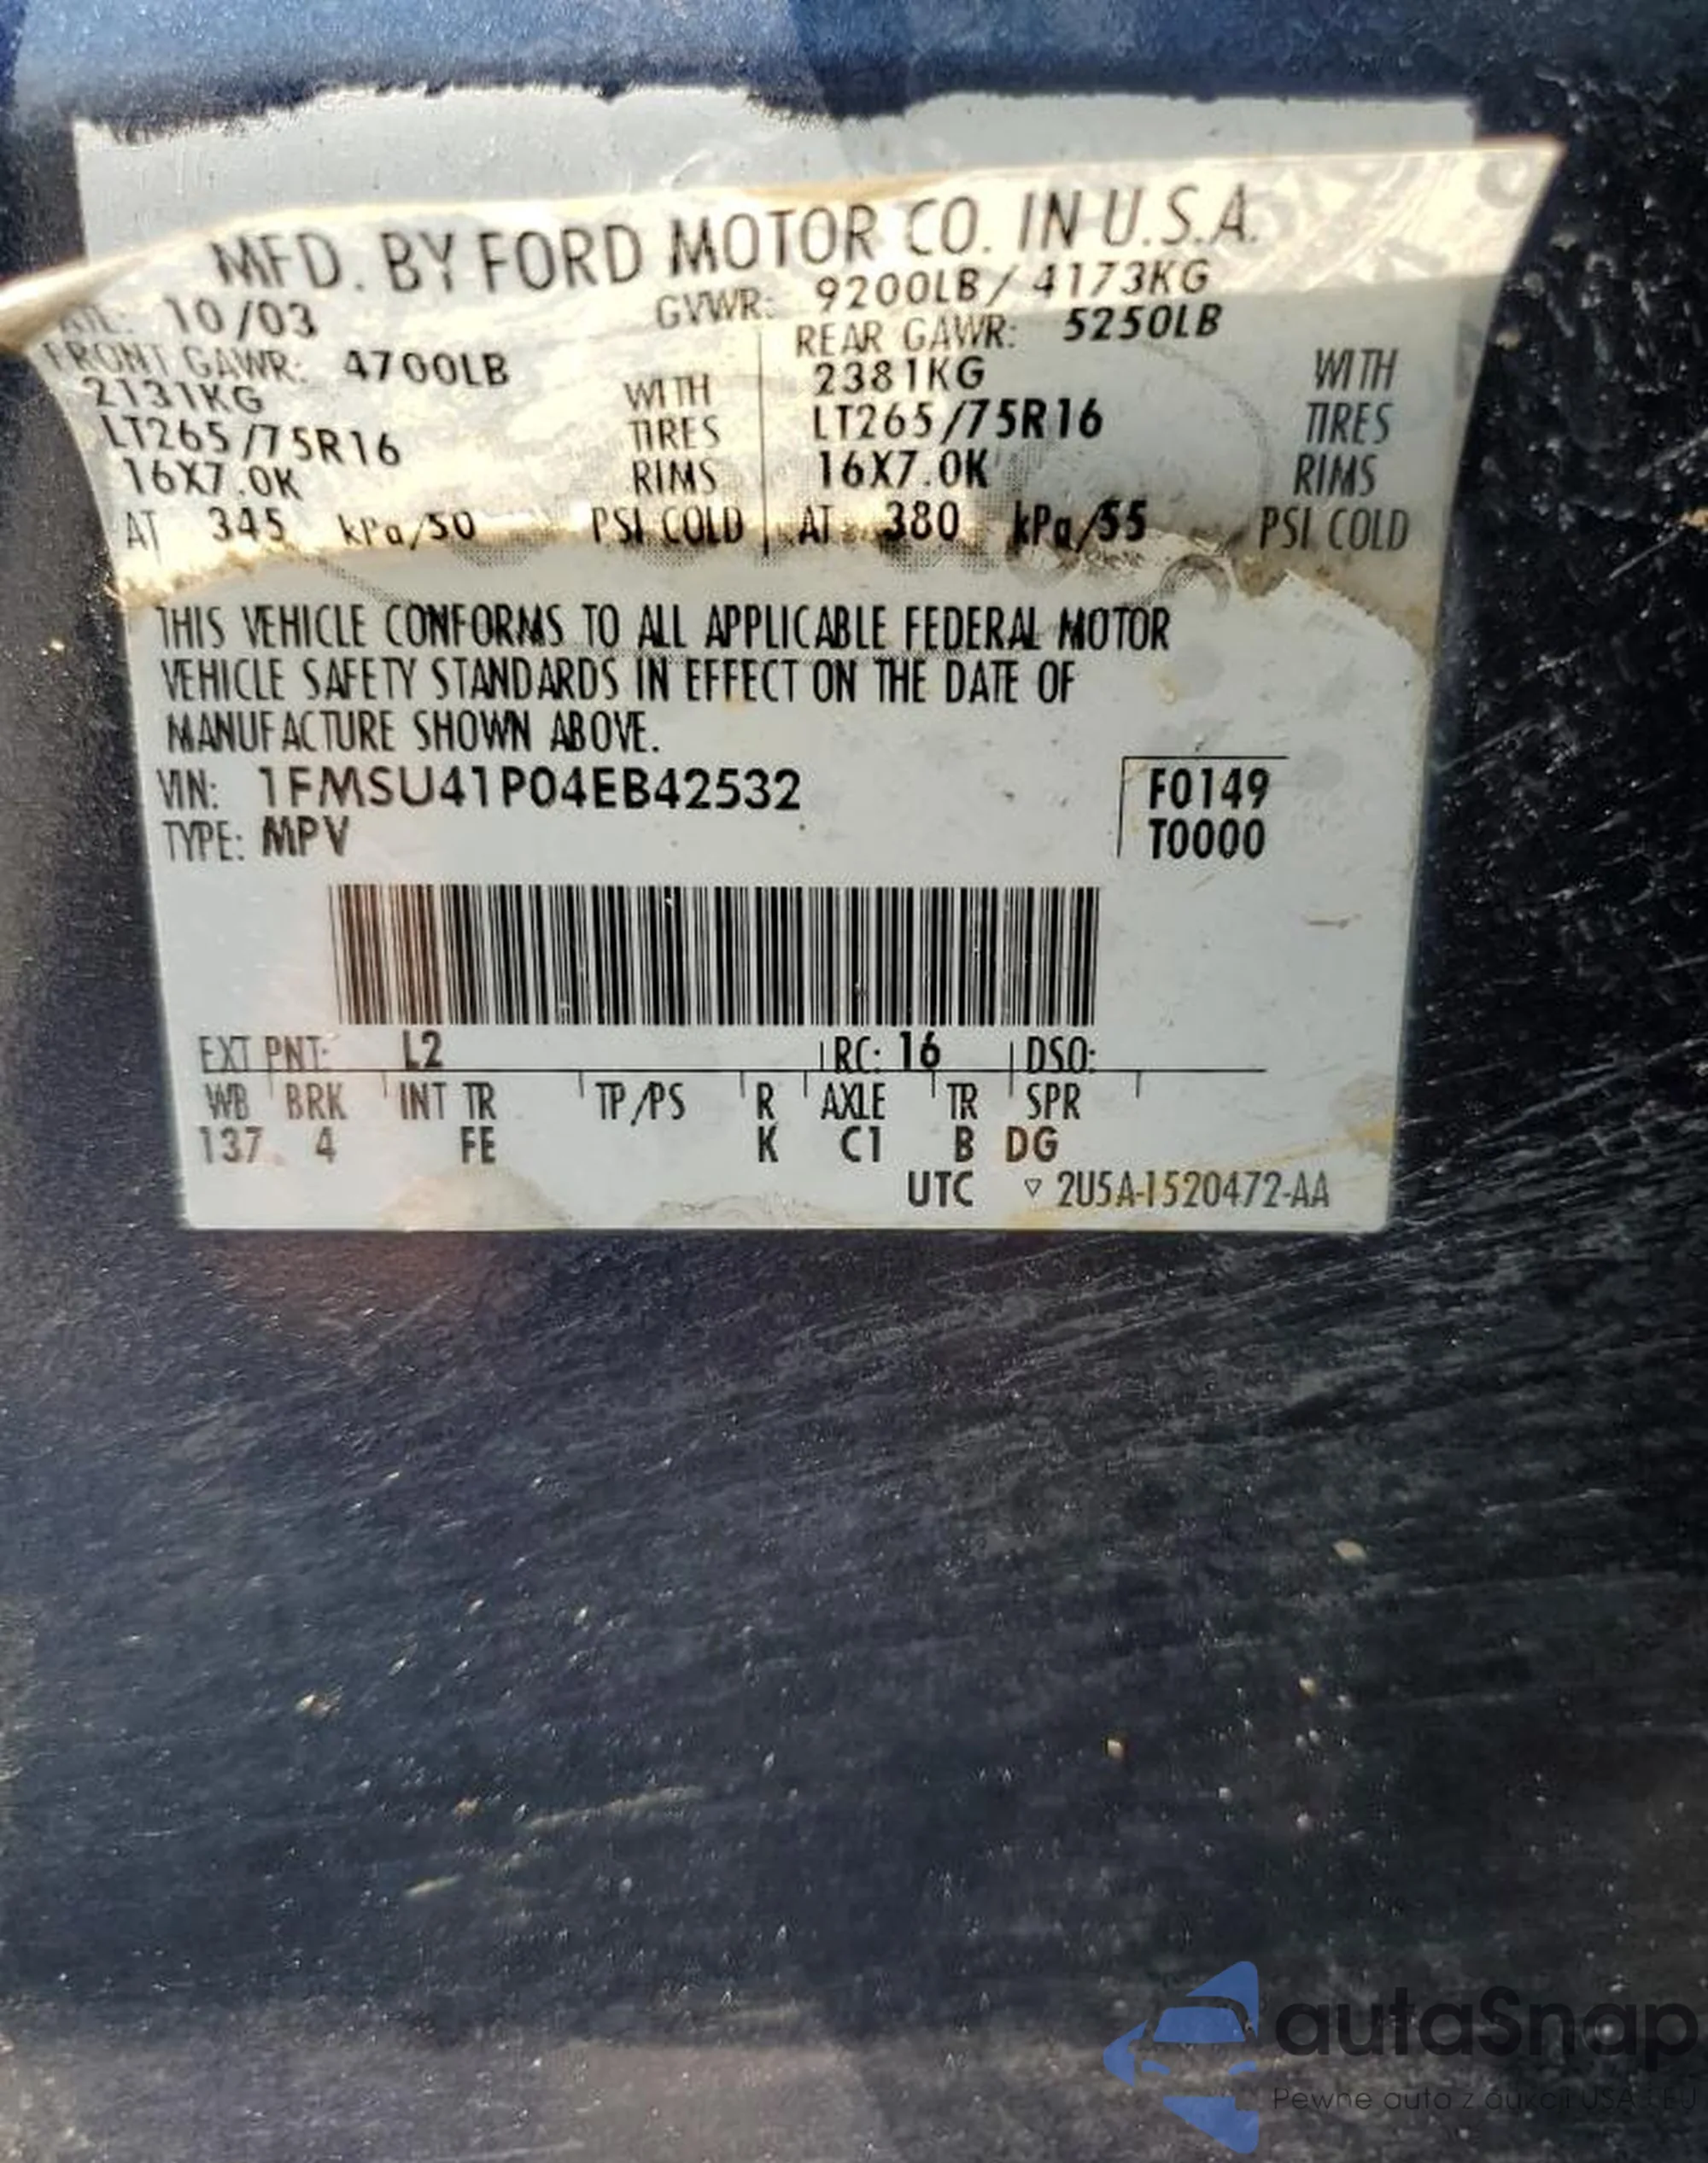 MFD. BY FORD MOTOR CO. IN U.S.A.
10/03 GVWR: 9200LB / 4173KG
FRONT GAWR: 4700LB REAR GAWR: 5250LB
2131KG WITH 2381KG WITH
LT265/75R16 TIRES LT265/75R16 TIRES
16X7.0K RIMS 16X7.0K RIMS
AT 345 kPa/50 PSI COLD AT 380 kPa/55 PSI COLD
THIS VEHICLE CONFORMS TO ALL APPLICABLE FEDERAL MOTOR
VEHICLE SAFETY STANDARDS IN EFFECT ON THE DATE OF
MANUFACTURE SHOWN ABOVE.
VIN: 1FMSU41P04EB42532 F0149
TYPE: MPV T0000
EXT PNT: L2 RC: 16 DSO:
WB BRK INT TR TP/PS R AXLE TR SPR
137 4 FE K C1 B DG
UTC ▽ 2U5A-1520472-AA
autaSnap
Pewne auta z aukcji USA i EU